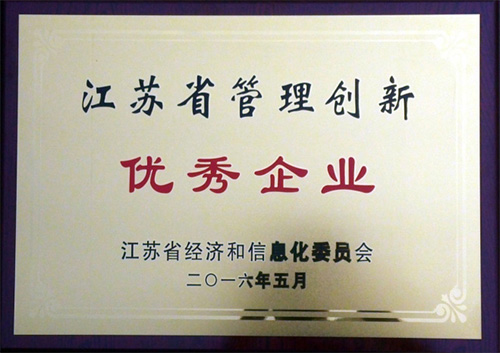 江苏省管理创新
优秀企业
江苏省经济和信息化委员会
二〇一六年五月